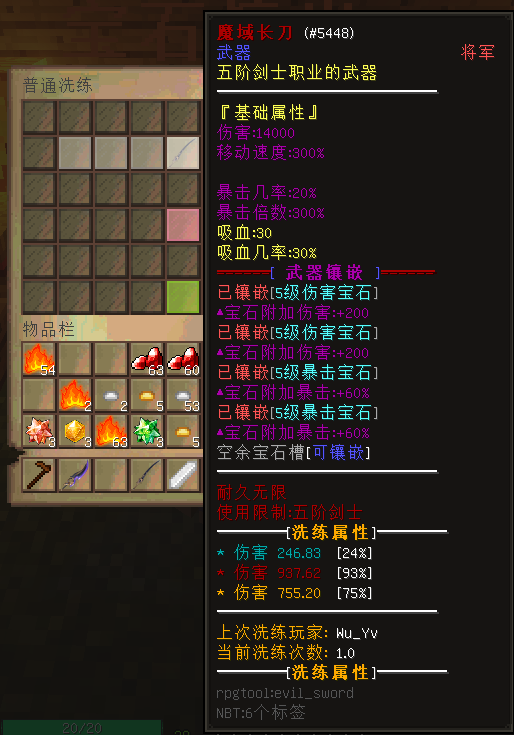 魔域长刀 (#5448)
武器 将军
五阶剑士职业的武器
『基础属性』
伤害:14000
移动速度:300%
暴击几率:20%
暴击倍数:300%
吸血:30
吸血几率:30%
[ 武器镶嵌 ]
已镶嵌[5级伤害宝石]
▲宝石附加伤害:+200
已镶嵌[5级伤害宝石]
▲宝石附加伤害:+200
已镶嵌[5级暴击宝石]
▲宝石附加暴击:+60%
已镶嵌[5级暴击宝石]
▲宝石附加暴击:+60%
空余宝石槽[可镶嵌]
耐久无限
使用限制:五阶剑士
[洗练属性]
* 伤害 246.83 [24%]
* 伤害 937.62 [93%]
* 伤害 755.20 [75%]
上次洗练玩家: Wu_Yv
当前洗练次数: 1.0
[洗练属性]
rpgtool:evil_sword
NBT:6个标签
普通洗练
物品栏
54 63 60
2 2 5 53
3 3 63 3 5
20/20